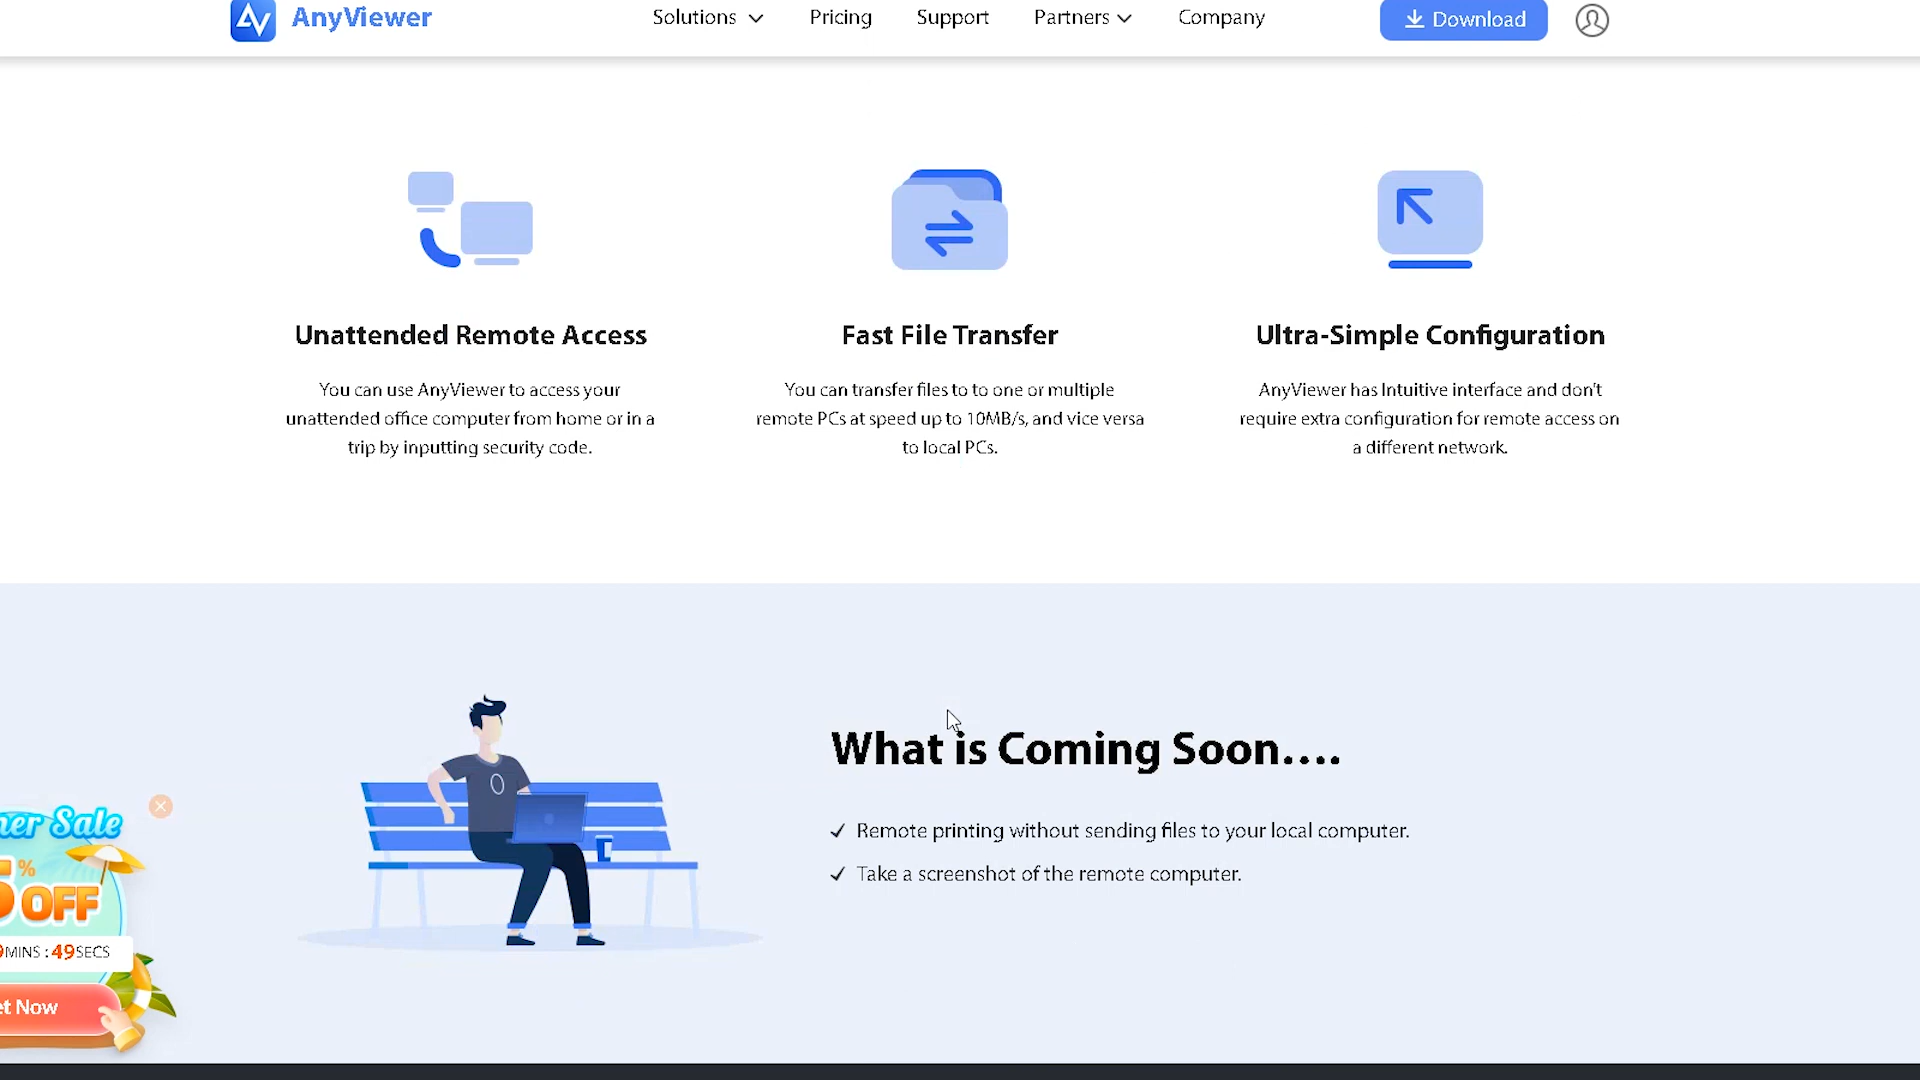 AnyViewer
Solutions
Pricing
Support
Partners
Company
Download
Unattended Remote Access
You can use AnyViewer to access your
unattended office computer from home or in a
trip by inputting security code.
Fast File Transfer
You can transfer files to to one or multiple
remote PCs at speed up to 10MB/s, and vice versa
to local PCs.
Ultra-Simple Configuration
AnyViewer has Intuitive interface and don't
require extra configuration for remote access on
a different network.
What is Coming Soon....
Remote printing without sending files to your local computer.
Take a screenshot of the remote computer.
Sale
% OFF
MINS : 49 SECS
Now